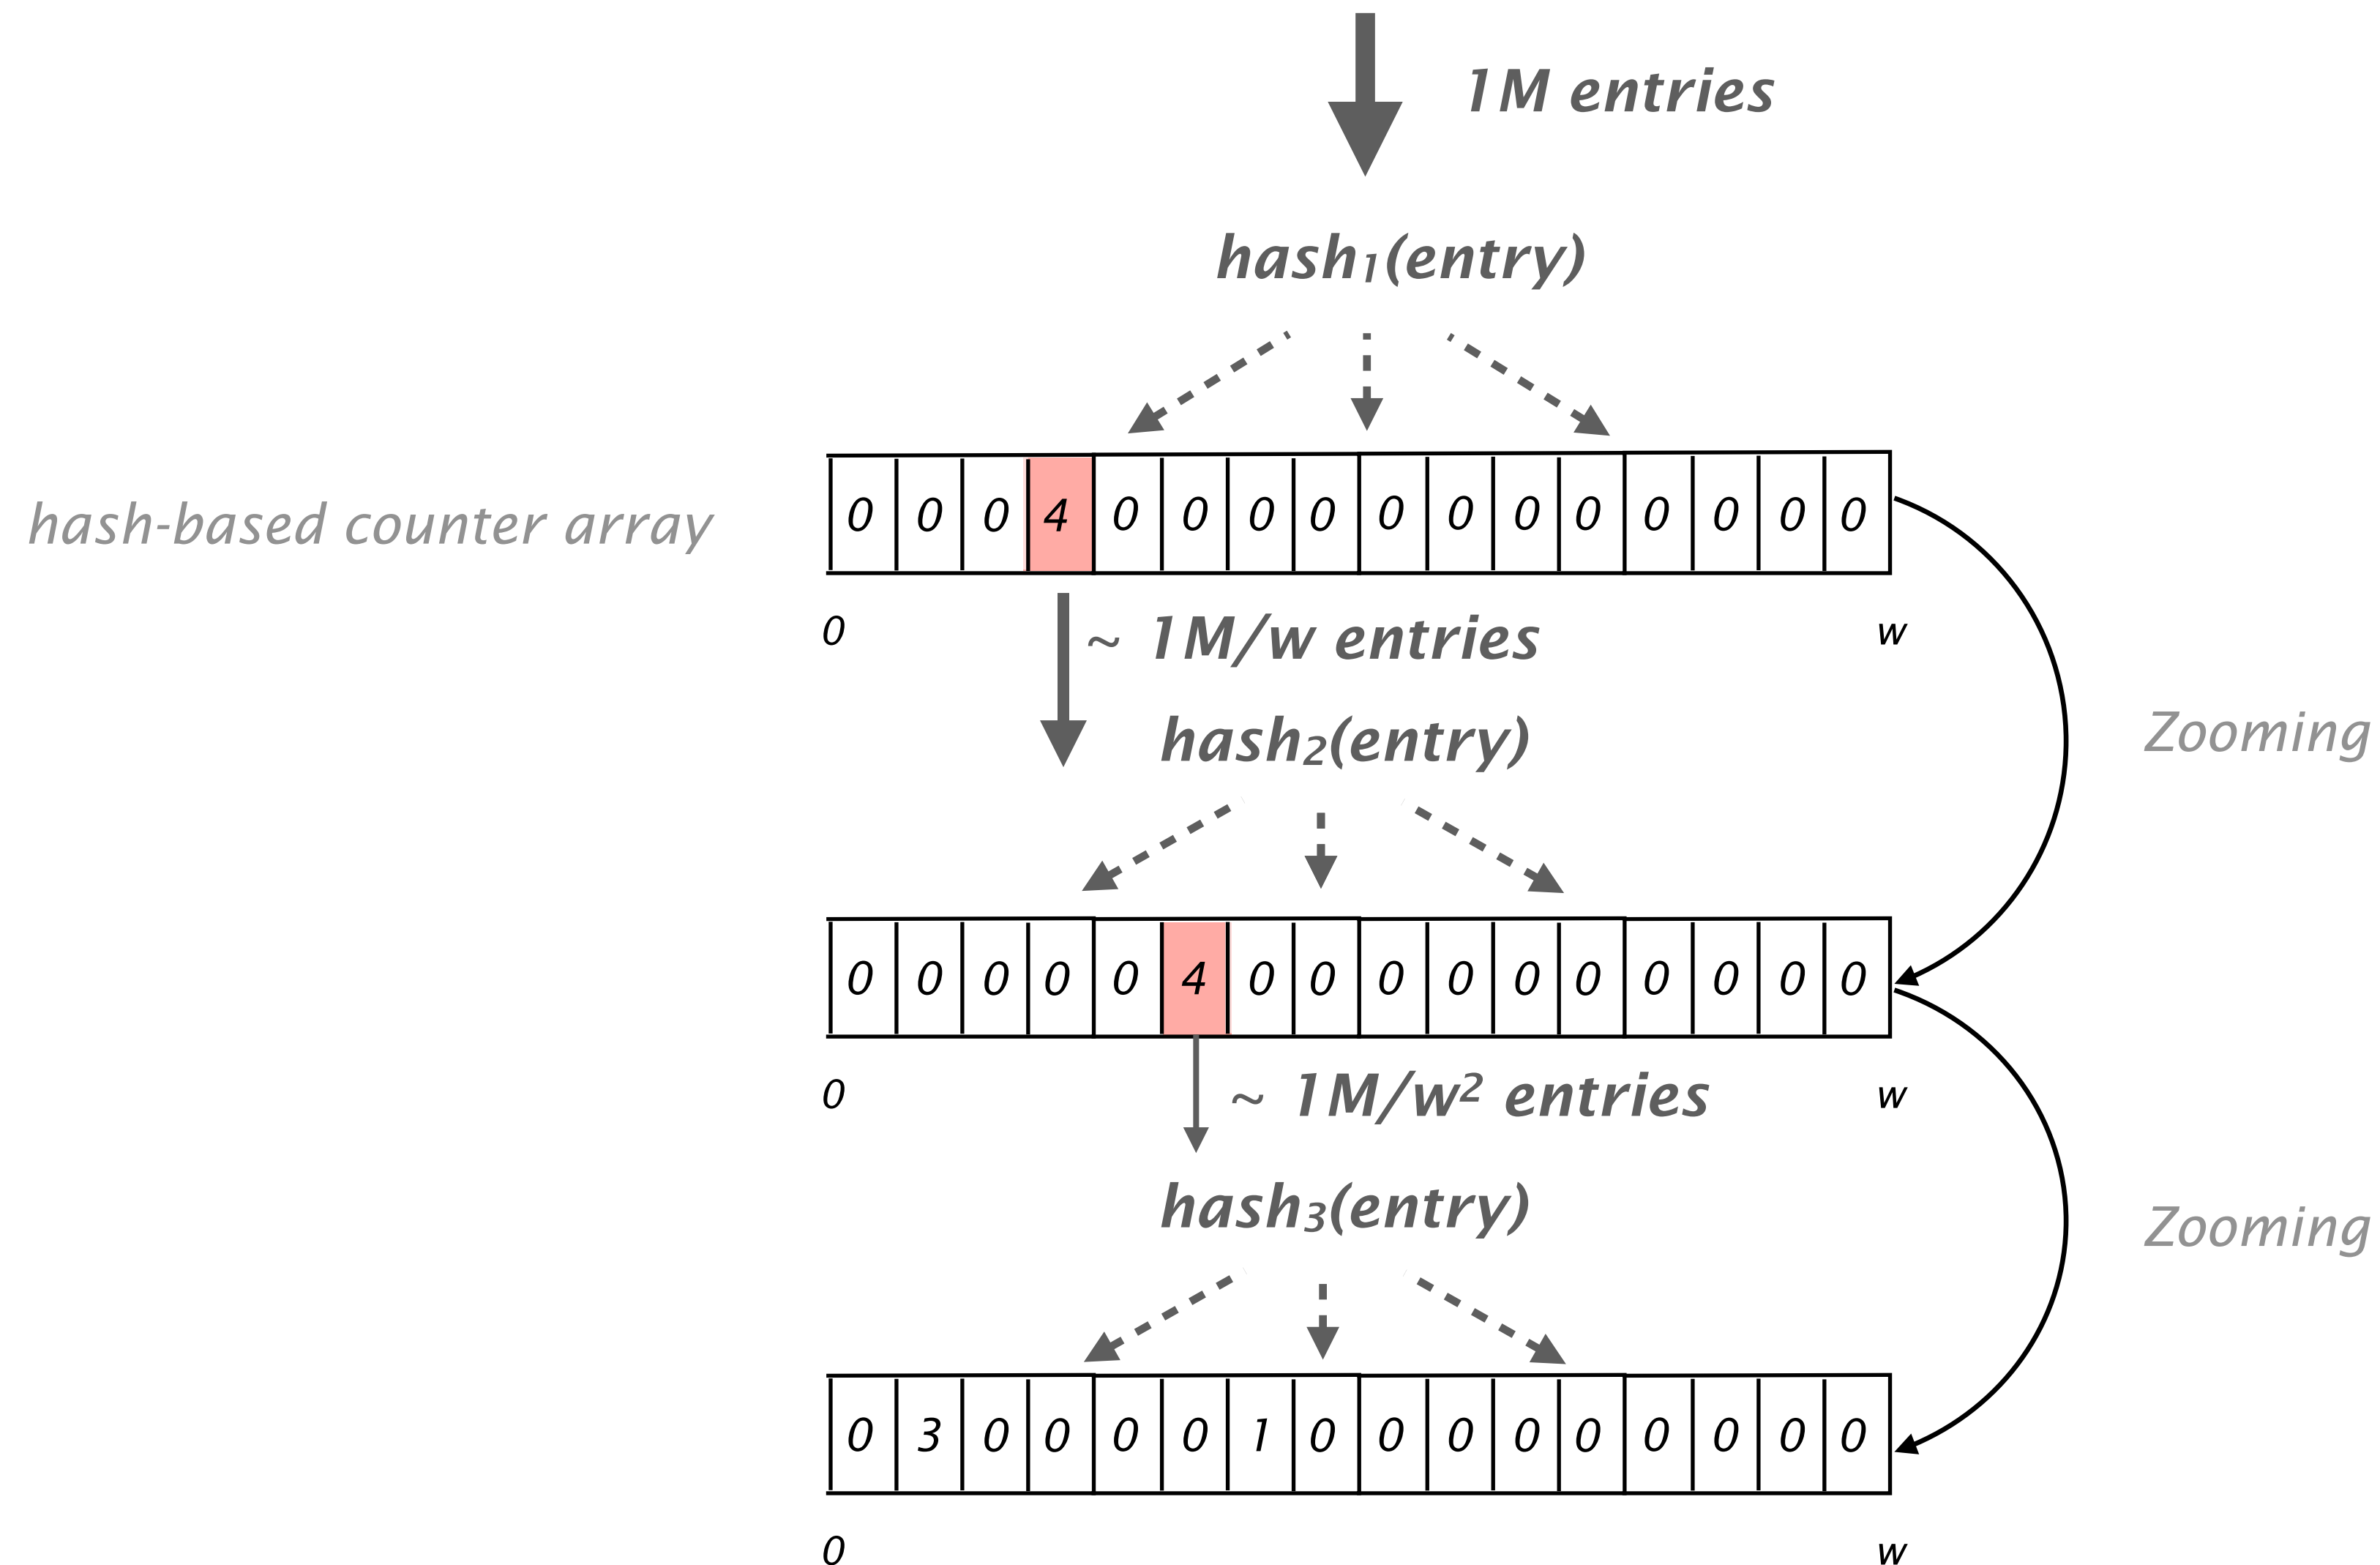 1M entries
hash₁(entry)
hash-based counter array
0 0 0 4 0 0 0 0 0 0 0 0 0 0 0 0
0 w
~ 1M/w entries
hash₂(entry)
Zooming
0 0 0 0 0 4 0 0 0 0 0 0 0 0 0 0
0 w
~ 1M/w² entries
hash₃(entry)
Zooming
0 3 0 0 0 0 1 0 0 0 0 0 0 0 0 0
0 w